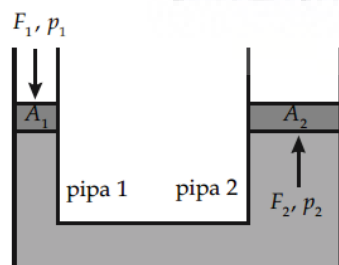 F₁, p₁
A₁
A₂
pipa 1
pipa 2
F₂, p₂